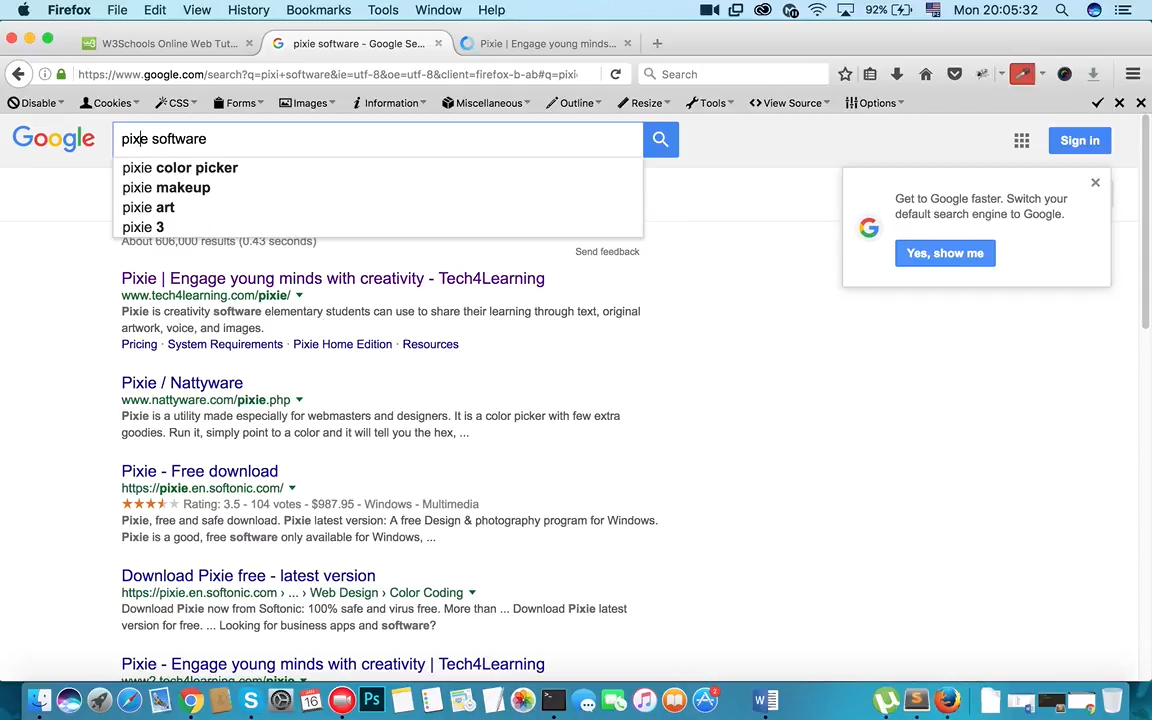 Firefox File Edit View History Bookmarks Tools Window Help 92% Mon 20:05:32
W3Schools Online Web Tut... pixie software - Google Se... Pixie | Engage young minds...
https://www.google.com/search?q=pixi+software&ie=utf-8&oe=utf-8&client=firefox-b-ab#q=pixi Search
Disable Cookies CSS Forms Images Information Miscellaneous Outline Resize Tools View Source Options
Google pixie software Sign in
pixie color picker
pixie makeup
pixie art
pixie 3
Get to Google faster. Switch your
default search engine to Google.
Yes, show me
About 606,000 results (0.43 seconds)
Send feedback
Pixie | Engage young minds with creativity - Tech4Learning
www.tech4learning.com/pixie/
Pixie is creativity software elementary students can use to share their learning through text, original
artwork, voice, and images.
Pricing · System Requirements · Pixie Home Edition · Resources
Pixie / Nattyware
www.nattyware.com/pixie.php
Pixie is a utility made especially for webmasters and designers. It is a color picker with few extra
goodies. Run it, simply point to a color and it will tell you the hex, ...
Pixie - Free download
https://pixie.en.softonic.com/
Rating: 3.5 - 104 votes - $987.95 - Windows - Multimedia
Pixie, free and safe download. Pixie latest version: A free Design & photography program for Windows.
Pixie is a good, free software only available for Windows, ...
Download Pixie free - latest version
https://pixie.en.softonic.com › ... › Web Design › Color Coding
Download Pixie now from Softonic: 100% safe and virus free. More than ... Download Pixie latest
version for free. ... Looking for business apps and software?
Pixie - Engage young minds with creativity | Tech4Learning
www2.tech4learning.com/pixie
16 Ps 2